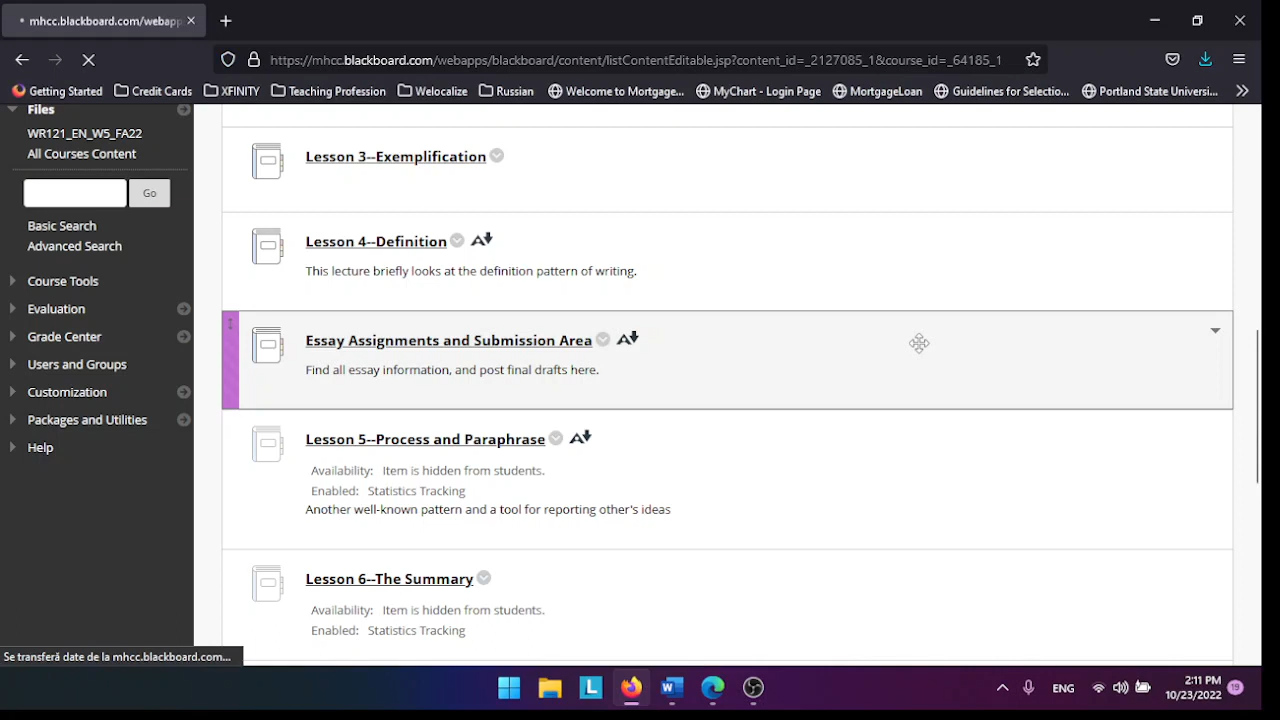 mhcc.blackboard.com/webapp
https://mhcc.blackboard.com/webapps/blackboard/content/listContentEditable.jsp?content_id=_2127085_1&course_id=_64185_1
Getting Started Credit Cards XFINITY Teaching Profession Welocalize Russian Welcome to Mortgage... MyChart - Login Page MortgageLoan Guidelines for Selectio... Portland State Universi...
Files
WR121_EN_W5_FA22
All Courses Content
Go
Basic Search
Advanced Search
Course Tools
Evaluation
Grade Center
Users and Groups
Customization
Packages and Utilities
Help
Lesson 3--Exemplification
Lesson 4--Definition
This lecture briefly looks at the definition pattern of writing.
Essay Assignments and Submission Area
Find all essay information, and post final drafts here.
Lesson 5--Process and Paraphrase
Availability: Item is hidden from students.
Enabled: Statistics Tracking
Another well-known pattern and a tool for reporting other's ideas
Lesson 6--The Summary
Availability: Item is hidden from students.
Enabled: Statistics Tracking
Se transferă date de la mhcc.blackboard.com...
ENG
2:11 PM
10/23/2022
19